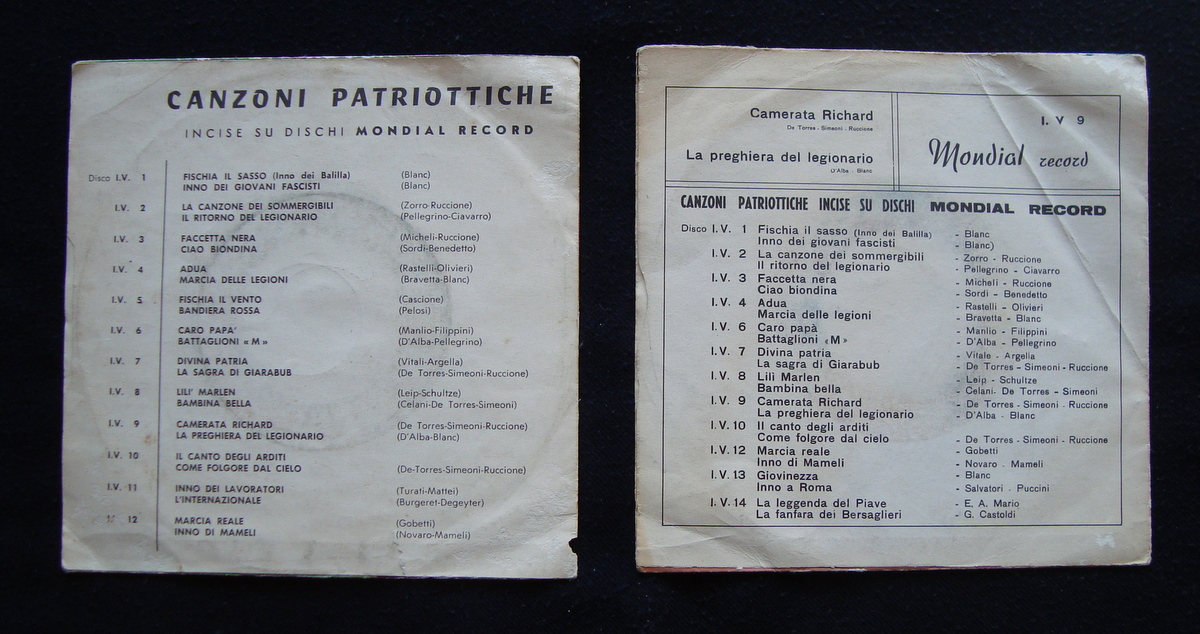 CANZONI PATRIOTTICHE
INCISE SU DISCHI MONDIAL RECORD
Disco I.V. 1 FISCHIA IL SASSO (Inno dei Balilla) (Blanc)
INNO DEI GIOVANI FASCISTI (Blanc)
I.V. 2 LA CANZONE DEI SOMMERGIBILI (Zorro-Ruccione)
IL RITORNO DEL LEGIONARIO (Pellegrino-Ciavarro)
I.V. 3 FACCETTA NERA (Micheli-Ruccione)
CIAO BIONDINA (Sordi-Benedetto)
I.V. 4 ADUA (Rastelli-Olivieri)
MARCIA DELLE LEGIONI (Bravetta-Blanc)
I.V. 5 FISCHIA IL VENTO (Cascione)
BANDIERA ROSSA (Pelosi)
I.V. 6 CARO PAPA' (Manlio-Filippini)
BATTAGLIONI «M» (D'Alba-Pellegrino)
I.V. 7 DIVINA PATRIA (Vitali-Argella)
LA SAGRA DI GIARABUB (De Torres-Simeoni-Ruccione)
I.V. 8 LILI' MARLEN (Leip-Schultze)
BAMBINA BELLA (Celani-De Torres-Simeoni)
I.V. 9 CAMERATA RICHARD (De Torres-Simeoni-Ruccione)
LA PREGHIERA DEL LEGIONARIO (D'Alba-Blanc)
I.V. 10 IL CANTO DEGLI ARDITI
COME FOLGORE DAL CIELO (De-Torres-Simeoni-Ruccione)
I.V. 11 INNO DEI LAVORATORI (Turati-Mattei)
L'INTERNAZIONALE (Burgeret-Degeyter)
12 MARCIA REALE (Gobetti)
INNO DI MAMELI (Novaro-Mameli)
Camerata Richard
De Torres - Simeoni - Ruccione
La preghiera del legionario
D'Alba - Blanc
I. V 9
Mondial record
CANZONI PATRIOTTICHE INCISE SU DISCHI MONDIAL RECORD
Disco I.V. 1 Fischia il sasso (Inno dei Balilla) - Blanc
Inno dei giovani fascisti - Blanc)
I.V. 2 La canzone dei sommergibili - Zorro - Ruccione
Il ritorno del legionario - Pellegrino - Ciavarro
I.V. 3 Faccetta nera - Micheli - Ruccione
Ciao biondina - Sordi - Benedetto
I.V. 4 Adua - Rastelli - Olivieri
Marcia delle legioni - Bravetta - Blanc
I.V. 6 Caro papà - Manlio - Filippini
Battaglioni «M» - D'Alba - Pellegrino
I.V. 7 Divina patria - Vitale - Argella
La sagra di Giarabub - De Torres - Simeoni - Ruccione
I.V. 8 Lilì Marlen - Leip - Schultze
Bambina bella - Celani- De Torres - Simeoni
I.V. 9 Camerata Richard - De Torres - Simeoni - Ruccione
La preghiera del legionario - D'Alba - Blanc
I.V. 10 Il canto degli arditi
Come folgore dal cielo - De Torres - Simeoni - Ruccione
I.V. 12 Marcia reale - Gobetti
Inno di Mameli - Novaro - Mameli
I.V. 13 Giovinezza - Blanc
Inno a Roma - Salvatori - Puccini
I.V. 14 La leggenda del Piave - E. A. Mario
La fanfara dei Bersaglieri - G. Castoldi